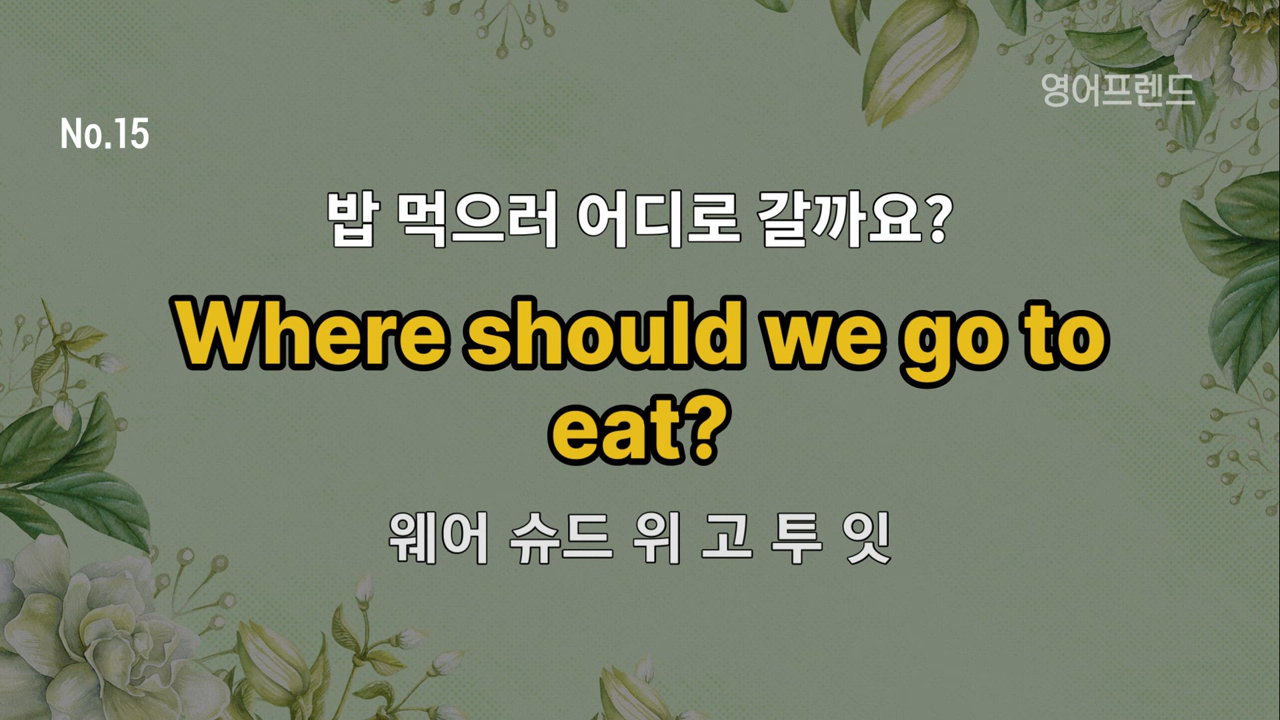 영어프렌드
No.15
밥 먹으러 어디로 갈까요?
Where should we go to
eat?
웨어 슈드 위 고 투 잇